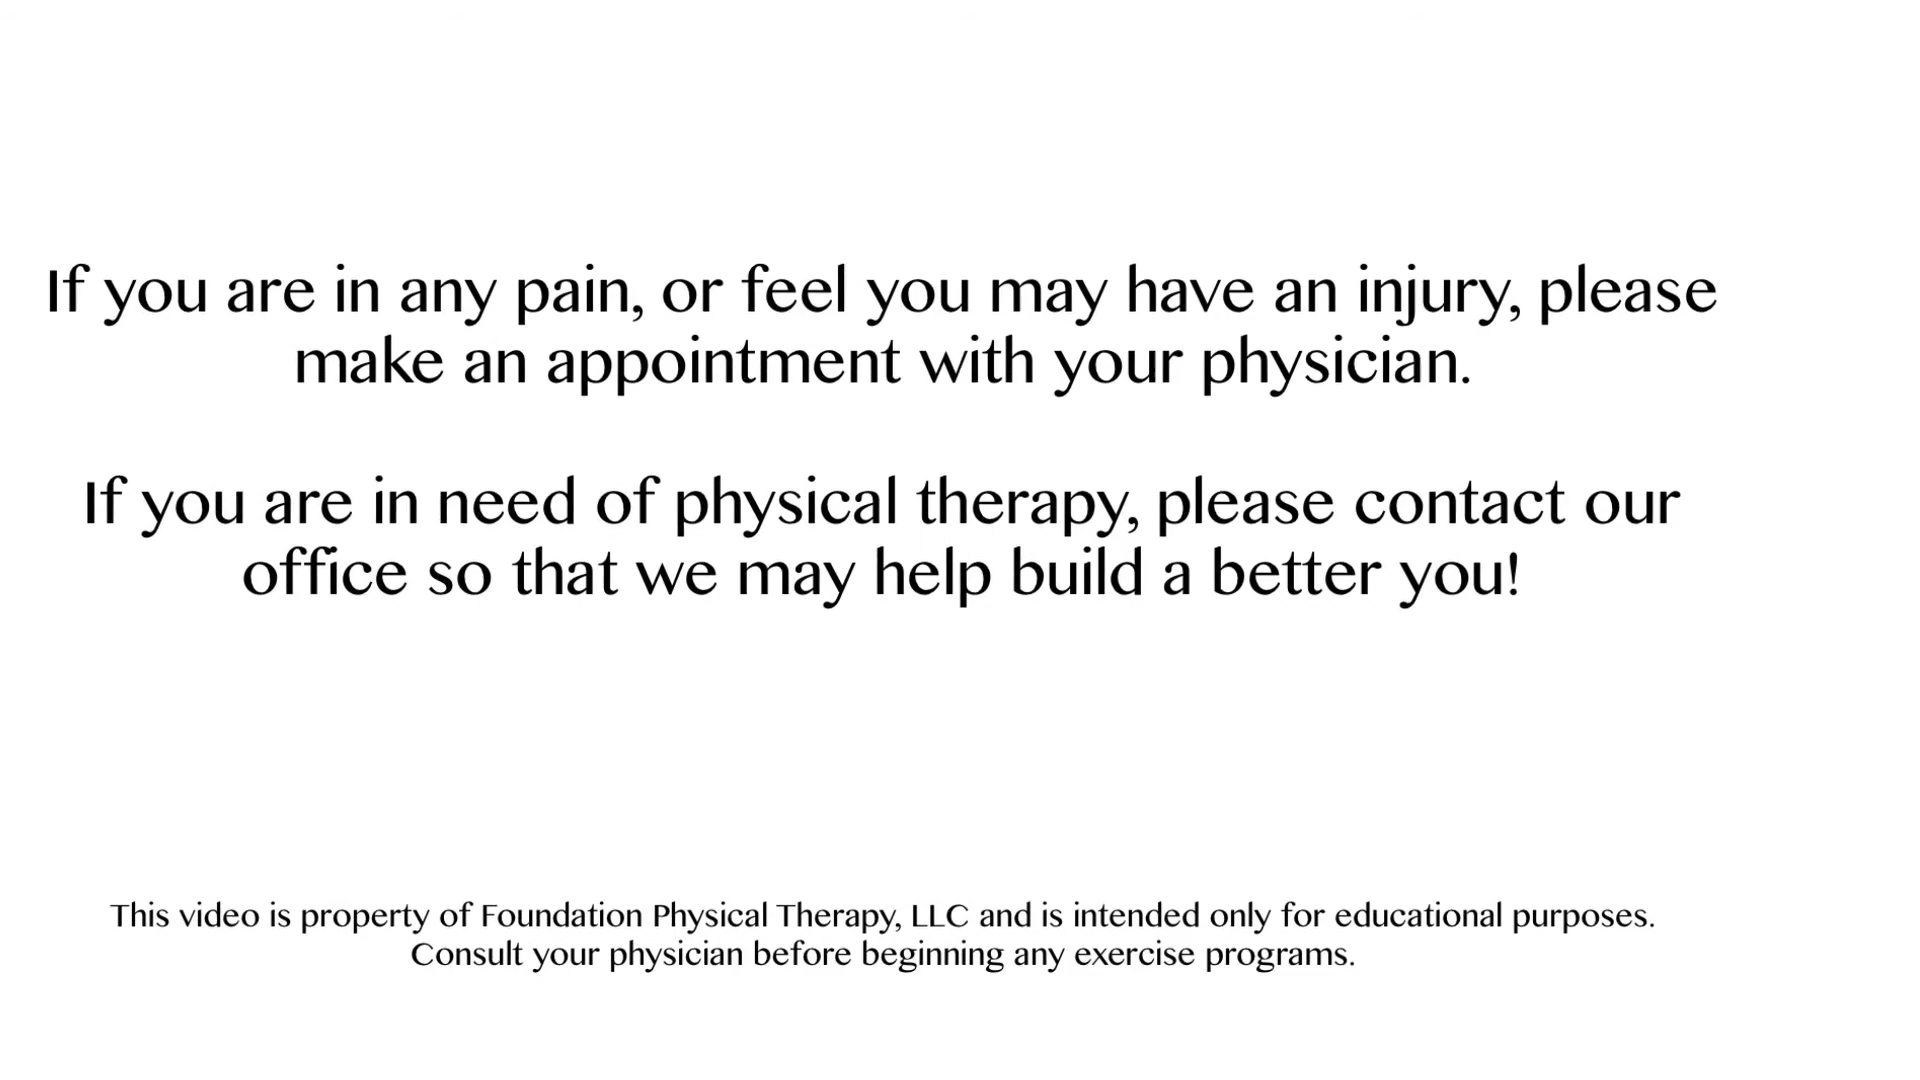 If you are in any pain, or feel you may have an injury, please
make an appointment with your physician.
If you are in need of physical therapy, please contact our
office so that we may help build a better you!
This video is property of Foundation Physical Therapy, LLC and is intended only for educational purposes.
Consult your physician before beginning any exercise programs.